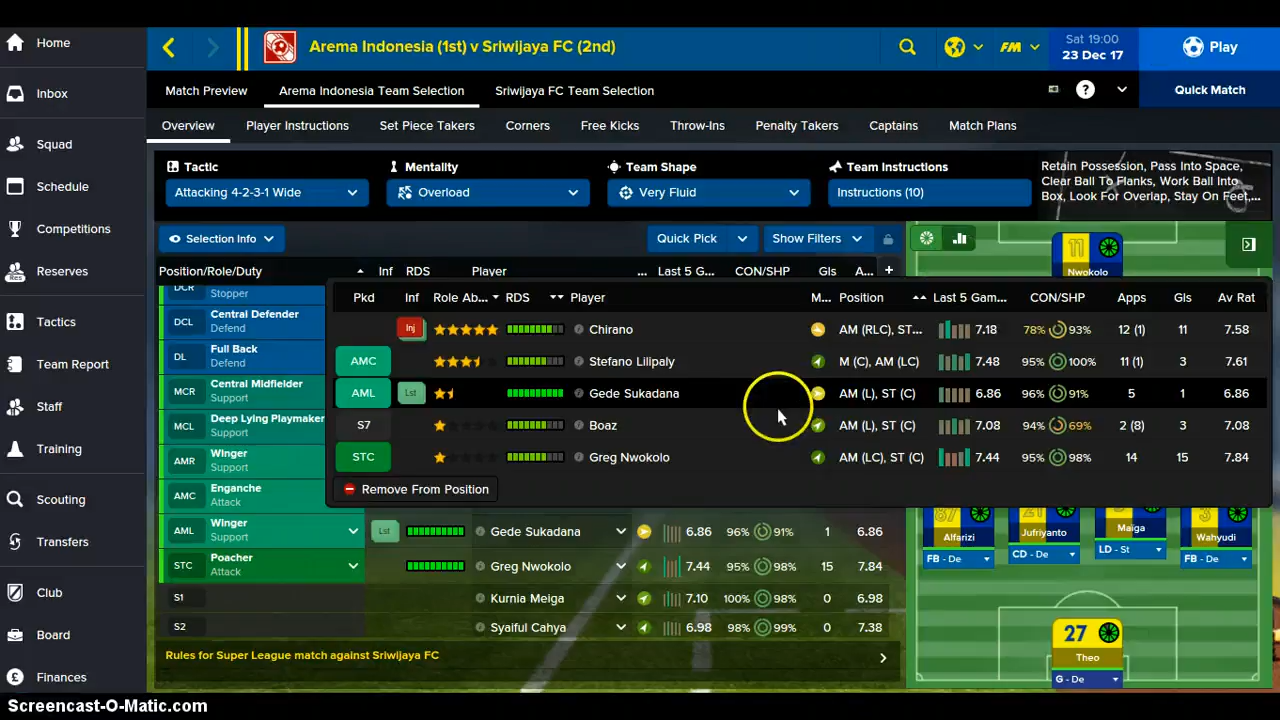 Home
Arema Indonesia (1st) v Sriwijaya FC (2nd)
FM
Sat 19:00
23 Dec 17
Play
Inbox
Match Preview
Arema Indonesia Team Selection
Sriwijaya FC Team Selection
?
Quick Match
Squad
Overview
Player Instructions
Set Piece Takers
Corners
Free Kicks
Throw-Ins
Penalty Takers
Captains
Match Plans
Schedule
Competitions
Res
Reserves
Tactics
Team Report
Staff
Training
Scouting
Transfers
Club
Board
Finances
Tactic
Mentality
Team Shape
Team Instructions
Attacking 4-2-3-1 Wide
Overload
Very Fluid
Instructions (10)
Retain Possession, Pass Into Space,
Clear Ball To Flanks, Work Ball Into
Box, Look For Overlap, Stay On Feet,...
Selection Info
Quick Pick
Show Filters
Position/Role/Duty
Inf
RDS
Player
...
Last 5 G...
CON/SHP
Gls
A...
+
11
Nwokolo
DCR
Stopper
DCL
Central Defender
Defend
DL
Full Back
Defend
MCR
Central Midfielder
Support
MCL
Deep Lying Playmaker
Support
AMR
Winger
Support
AMC
Enganche
Attack
Pkd Inf Role Ab... RDS Player M... Position Last 5 Gam... CON/SHP Apps Gls Av Rat
Inj Chirano AM (RLC), ST... 7.18 78% 93% 12 (1) 11 7.58
AMC Stefano Lilipaly M (C), AM (LC) 7.48 95% 100% 11 (1) 3 7.61
AML Lst Gede Sukadana AM (L), ST (C) 6.86 96% 91% 5 1 6.86
S7 Boaz AM (L), ST (C) 7.08 94% 69% 2 (8) 3 7.08
STC Greg Nwokolo AM (LC), ST (C) 7.44 95% 98% 14 15 7.84
Remove From Position
AML Winger Lst Gede Sukadana 6.86 96% 91% 1 6.86
Support
STC Poacher Greg Nwokolo 7.44 95% 98% 15 7.84
Attack
S1 Kurnia Meiga 7.10 100% 98% 0 6.98
S2 Syaiful Cahya 6.98 98% 99% 0 7.38
Rules for Super League match against Sriwijaya FC
87
21
3
Alfarizi
Jufriyanto
Maiga
Wahyudi
FB - De
CD - De
LD - St
FB - De
27
Theo
G - De
Screencast-O-Matic.com